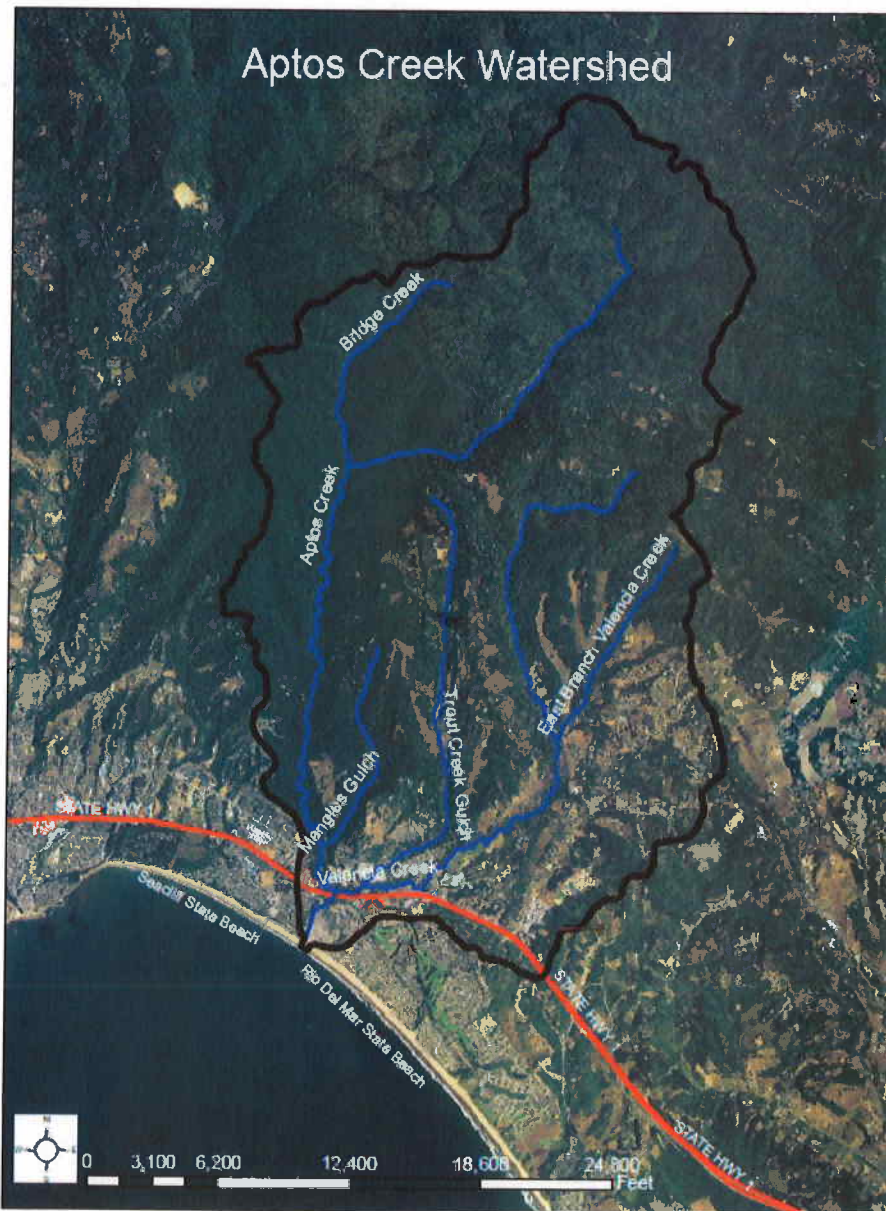 Aptos Creek Watershed
Bridge Creek
Aptos Creek
East Branch Valencia Creek
Trout Creek Gulch
Mangles Gulch
STATE HWY 1
Valencia Creek
Seacliff State Beach
Rio Del Mar State Beach
STATE HWY 1
STATE HWY 1
N
W
E
S
0 3,100 6,200 12,400 18,600 24,800
Feet